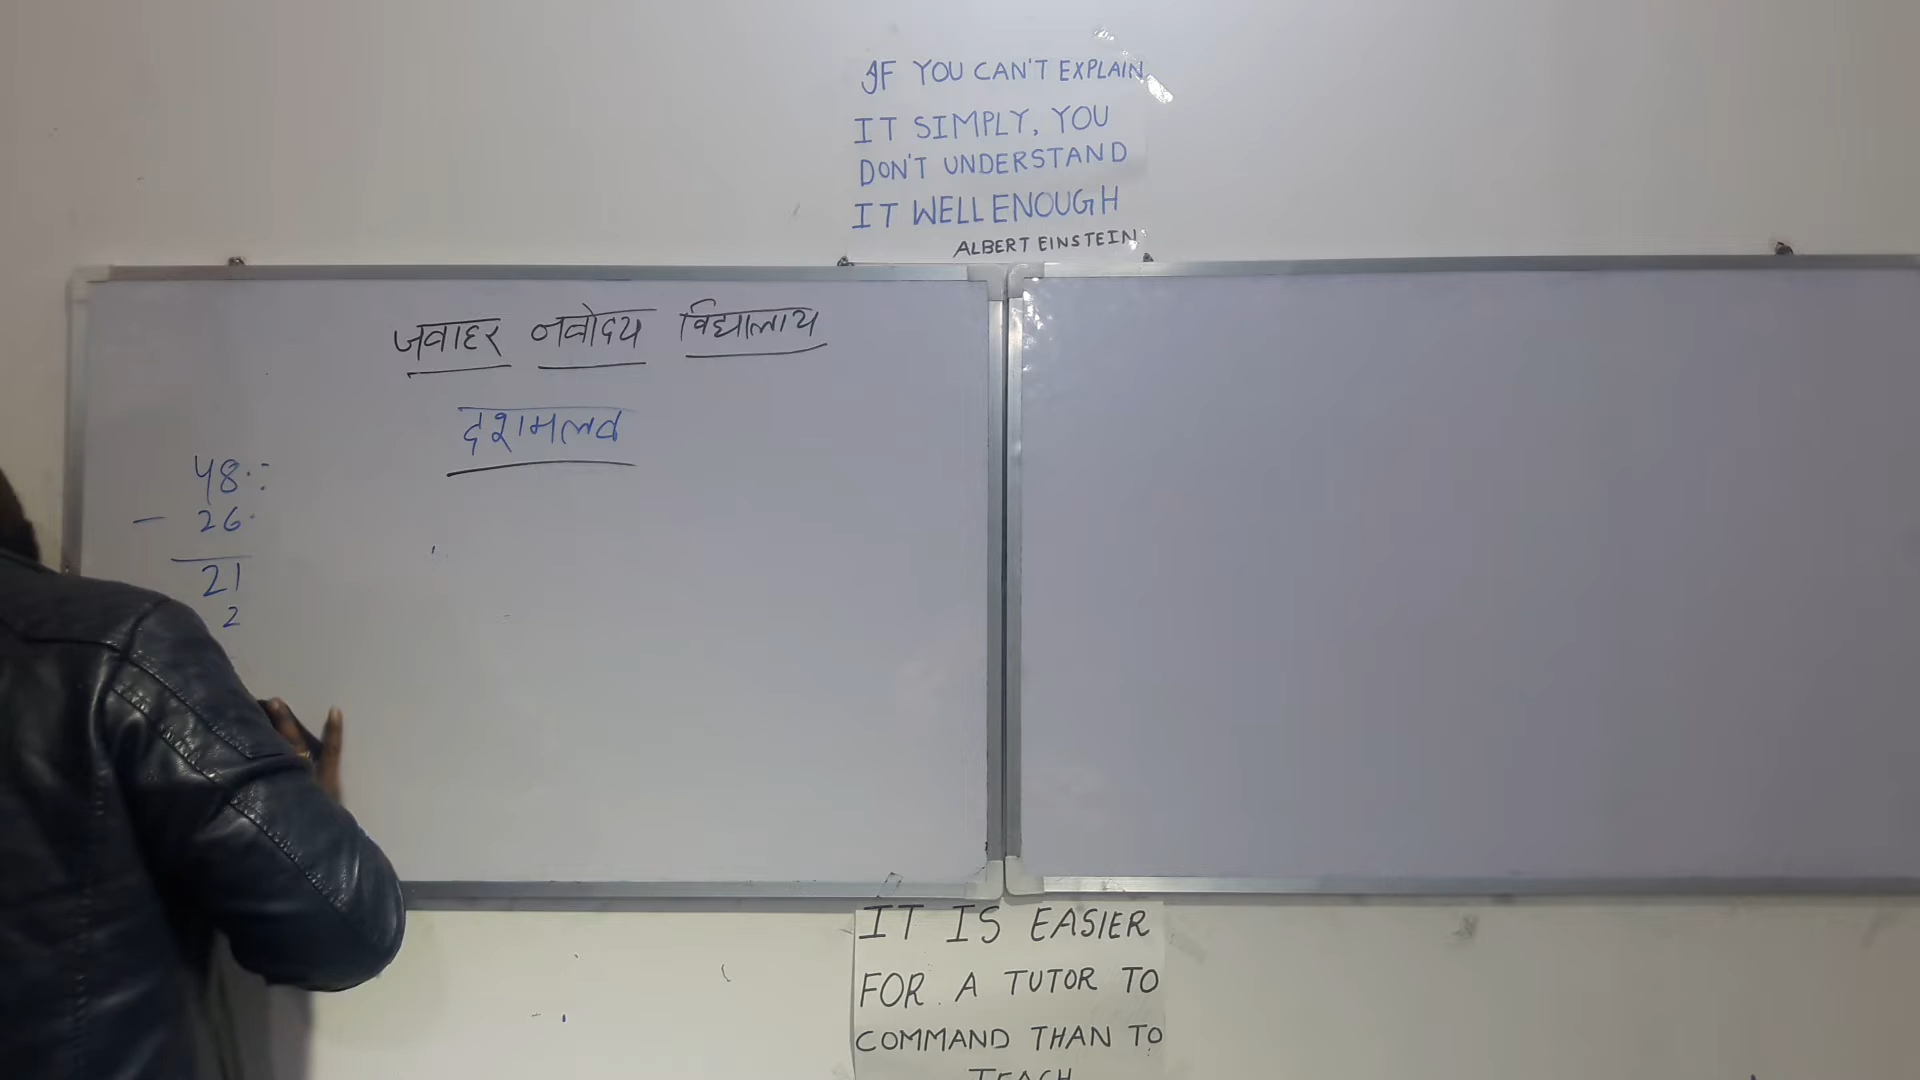 IF YOU CAN'T EXPLAIN
IT SIMPLY, YOU
DON'T UNDERSTAND
IT WELL ENOUGH
ALBERT EINSTEIN
जवाहर नवोदय विद्यालाय
दशमलव
48
- 26
21
2
IT IS EASIER
FOR A TUTOR TO
COMMAND THAN TO
TEACH